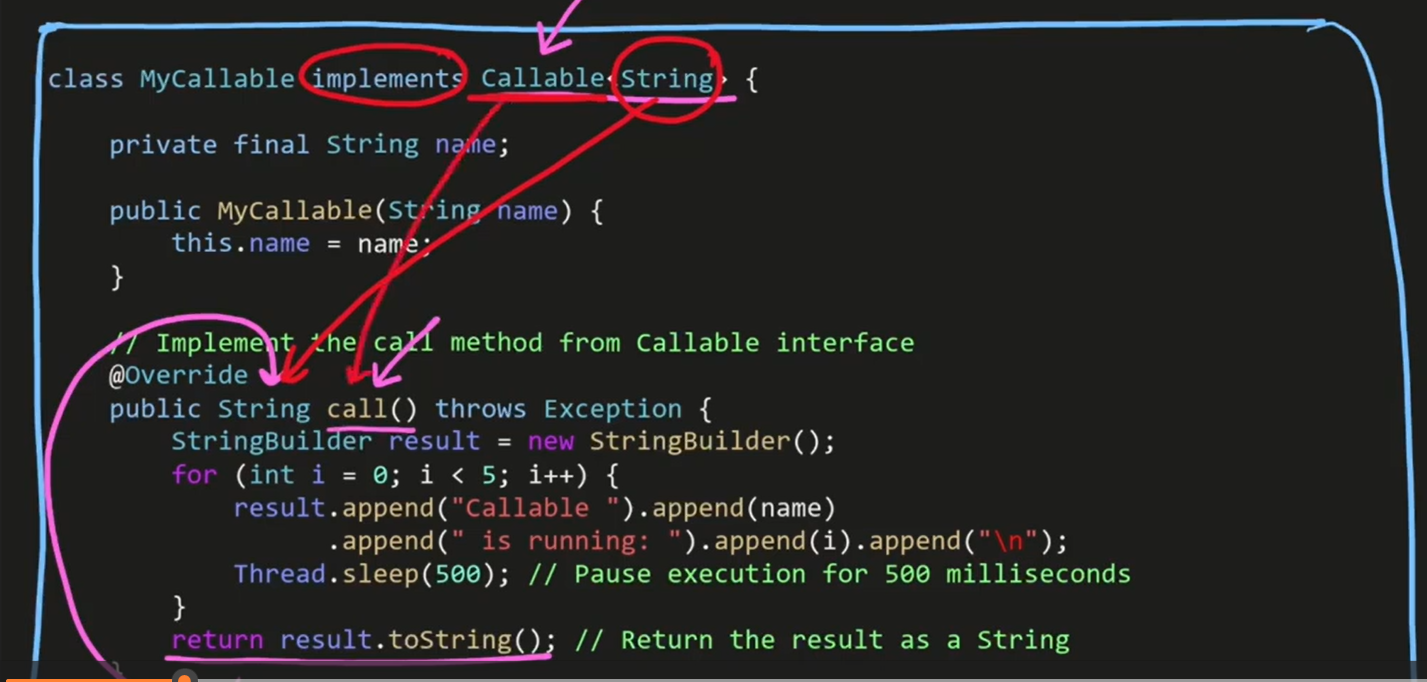 class MyCallable implements Callable<String> {
private final String name;
public MyCallable(String name) {
this.name = name;
}
// Implement the call method from Callable interface
@Override
public String call() throws Exception {
StringBuilder result = new StringBuilder();
for (int i = 0; i < 5; i++) {
result.append("Callable ").append(name)
.append(" is running: ").append(i).append("\n");
Thread.sleep(500); // Pause execution for 500 milliseconds
}
return result.toString(); // Return the result as a String
}